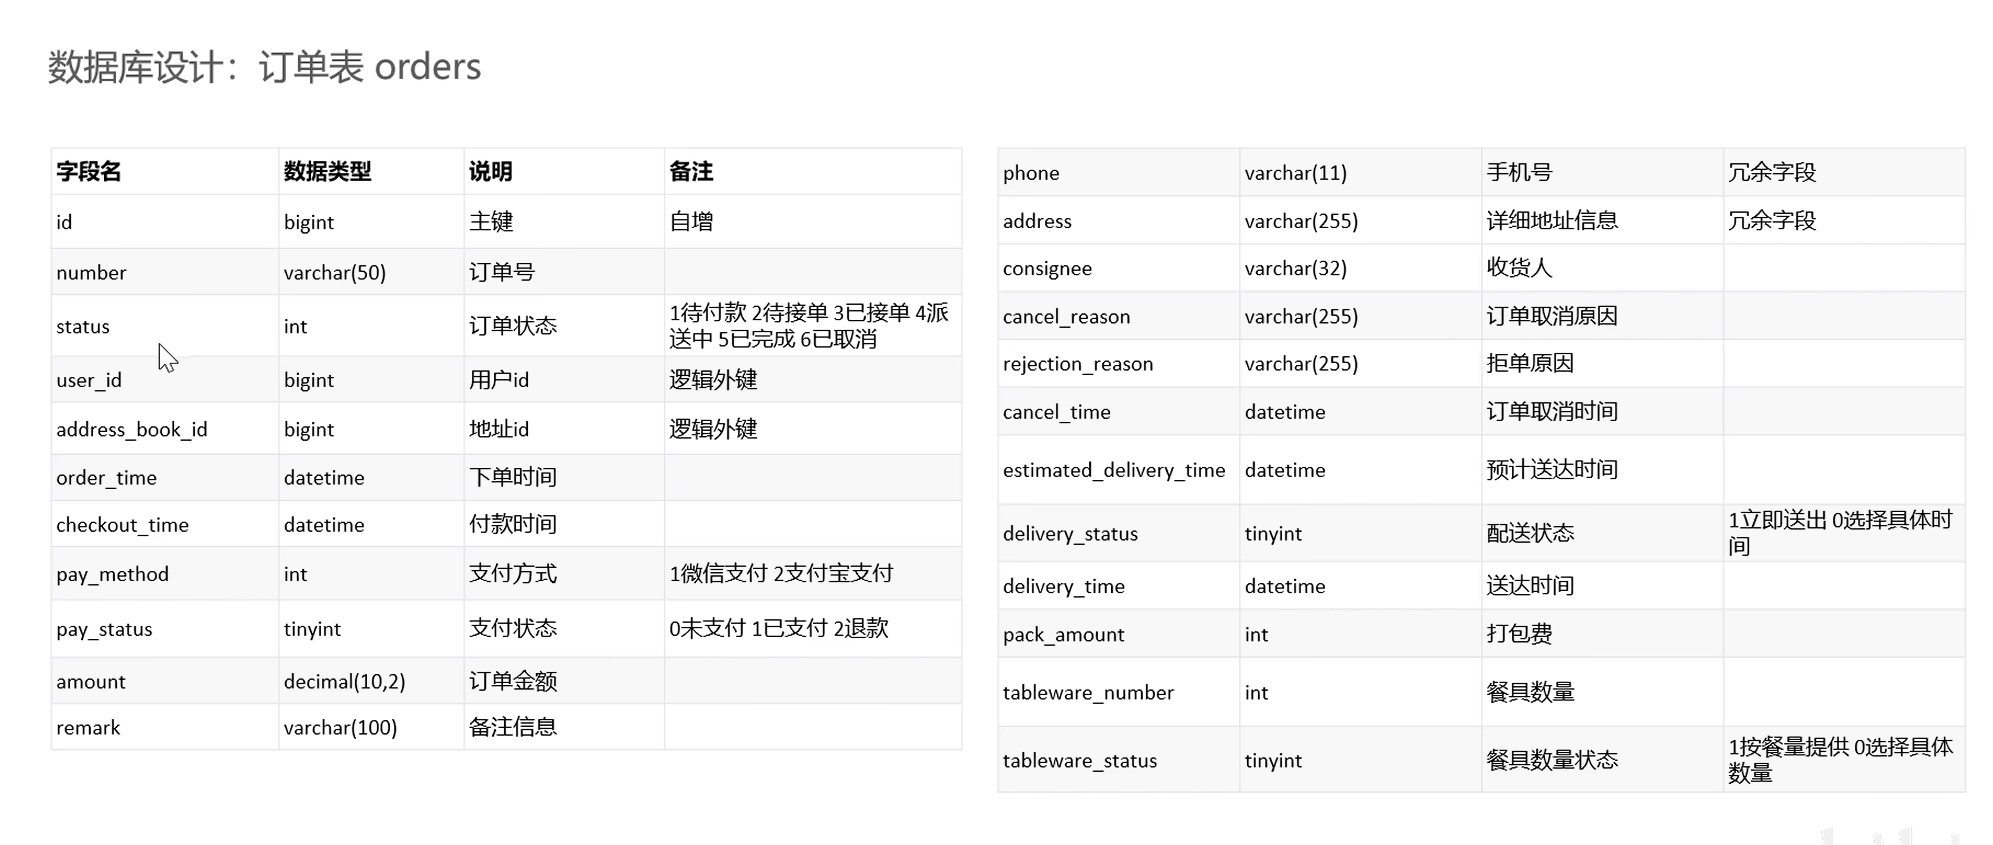 数据库设计：订单表 orders
字段名 数据类型 说明 备注
id bigint 主键 自增
number varchar(50) 订单号
status int 订单状态 1待付款 2待接单 3已接单 4派
送中 5已完成 6已取消
user_id bigint 用户id 逻辑外键
address_book_id bigint 地址id 逻辑外键
order_time datetime 下单时间
checkout_time datetime 付款时间
pay_method int 支付方式 1微信支付 2支付宝支付
pay_status tinyint 支付状态 0未支付 1已支付 2退款
amount decimal(10,2) 订单金额
remark varchar(100) 备注信息
phone varchar(11) 手机号 冗余字段
address varchar(255) 详细地址信息 冗余字段
consignee varchar(32) 收货人
cancel_reason varchar(255) 订单取消原因
rejection_reason varchar(255) 拒单原因
cancel_time datetime 订单取消时间
estimated_delivery_time datetime 预计送达时间
delivery_status tinyint 配送状态 1立即送出 0选择具体时
间
delivery_time datetime 送达时间
pack_amount int 打包费
tableware_number int 餐具数量
tableware_status tinyint 餐具数量状态 1按餐量提供 0选择具体
数量